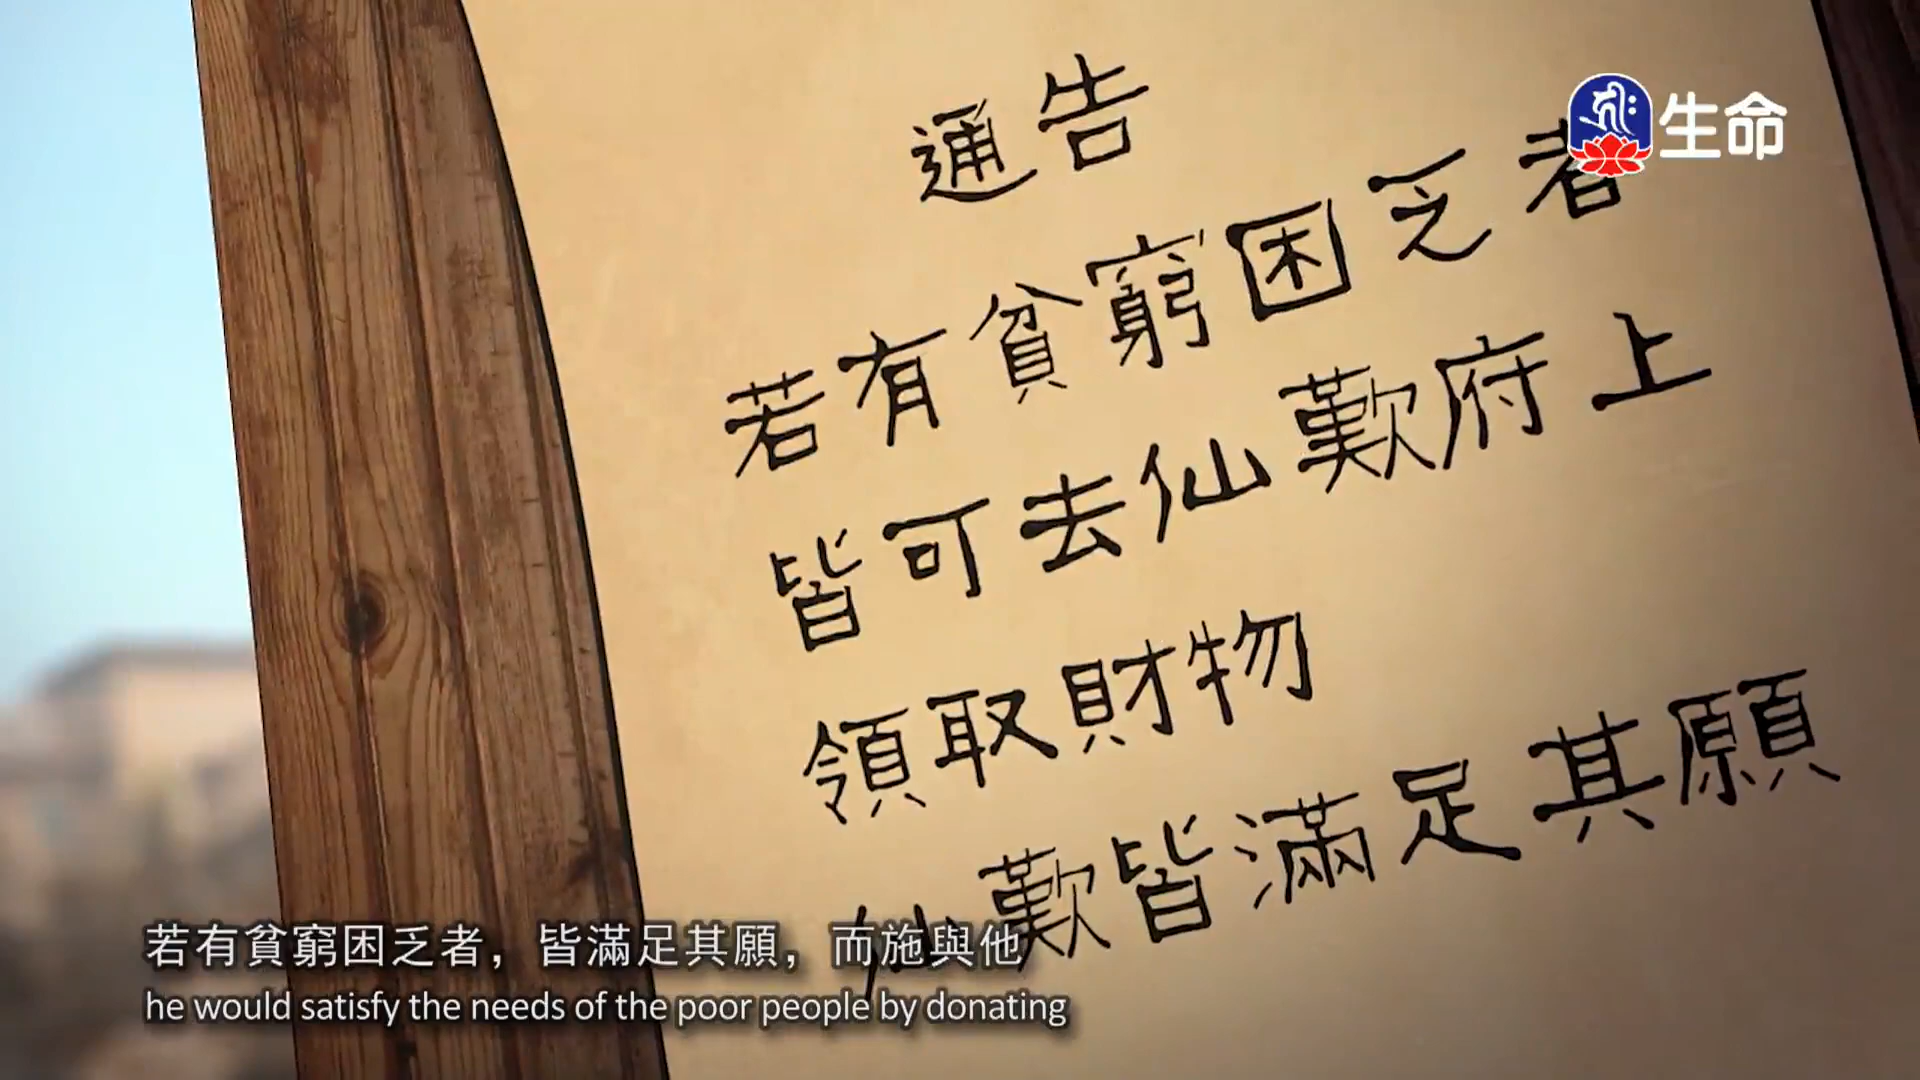 生命
通告
若有貧窮困乏者
皆可去仙歎府上
領取財物
仙歎皆滿足其願
若有貧窮困乏者，皆滿足其願，而施與他
he would satisfy the needs of the poor people by donating